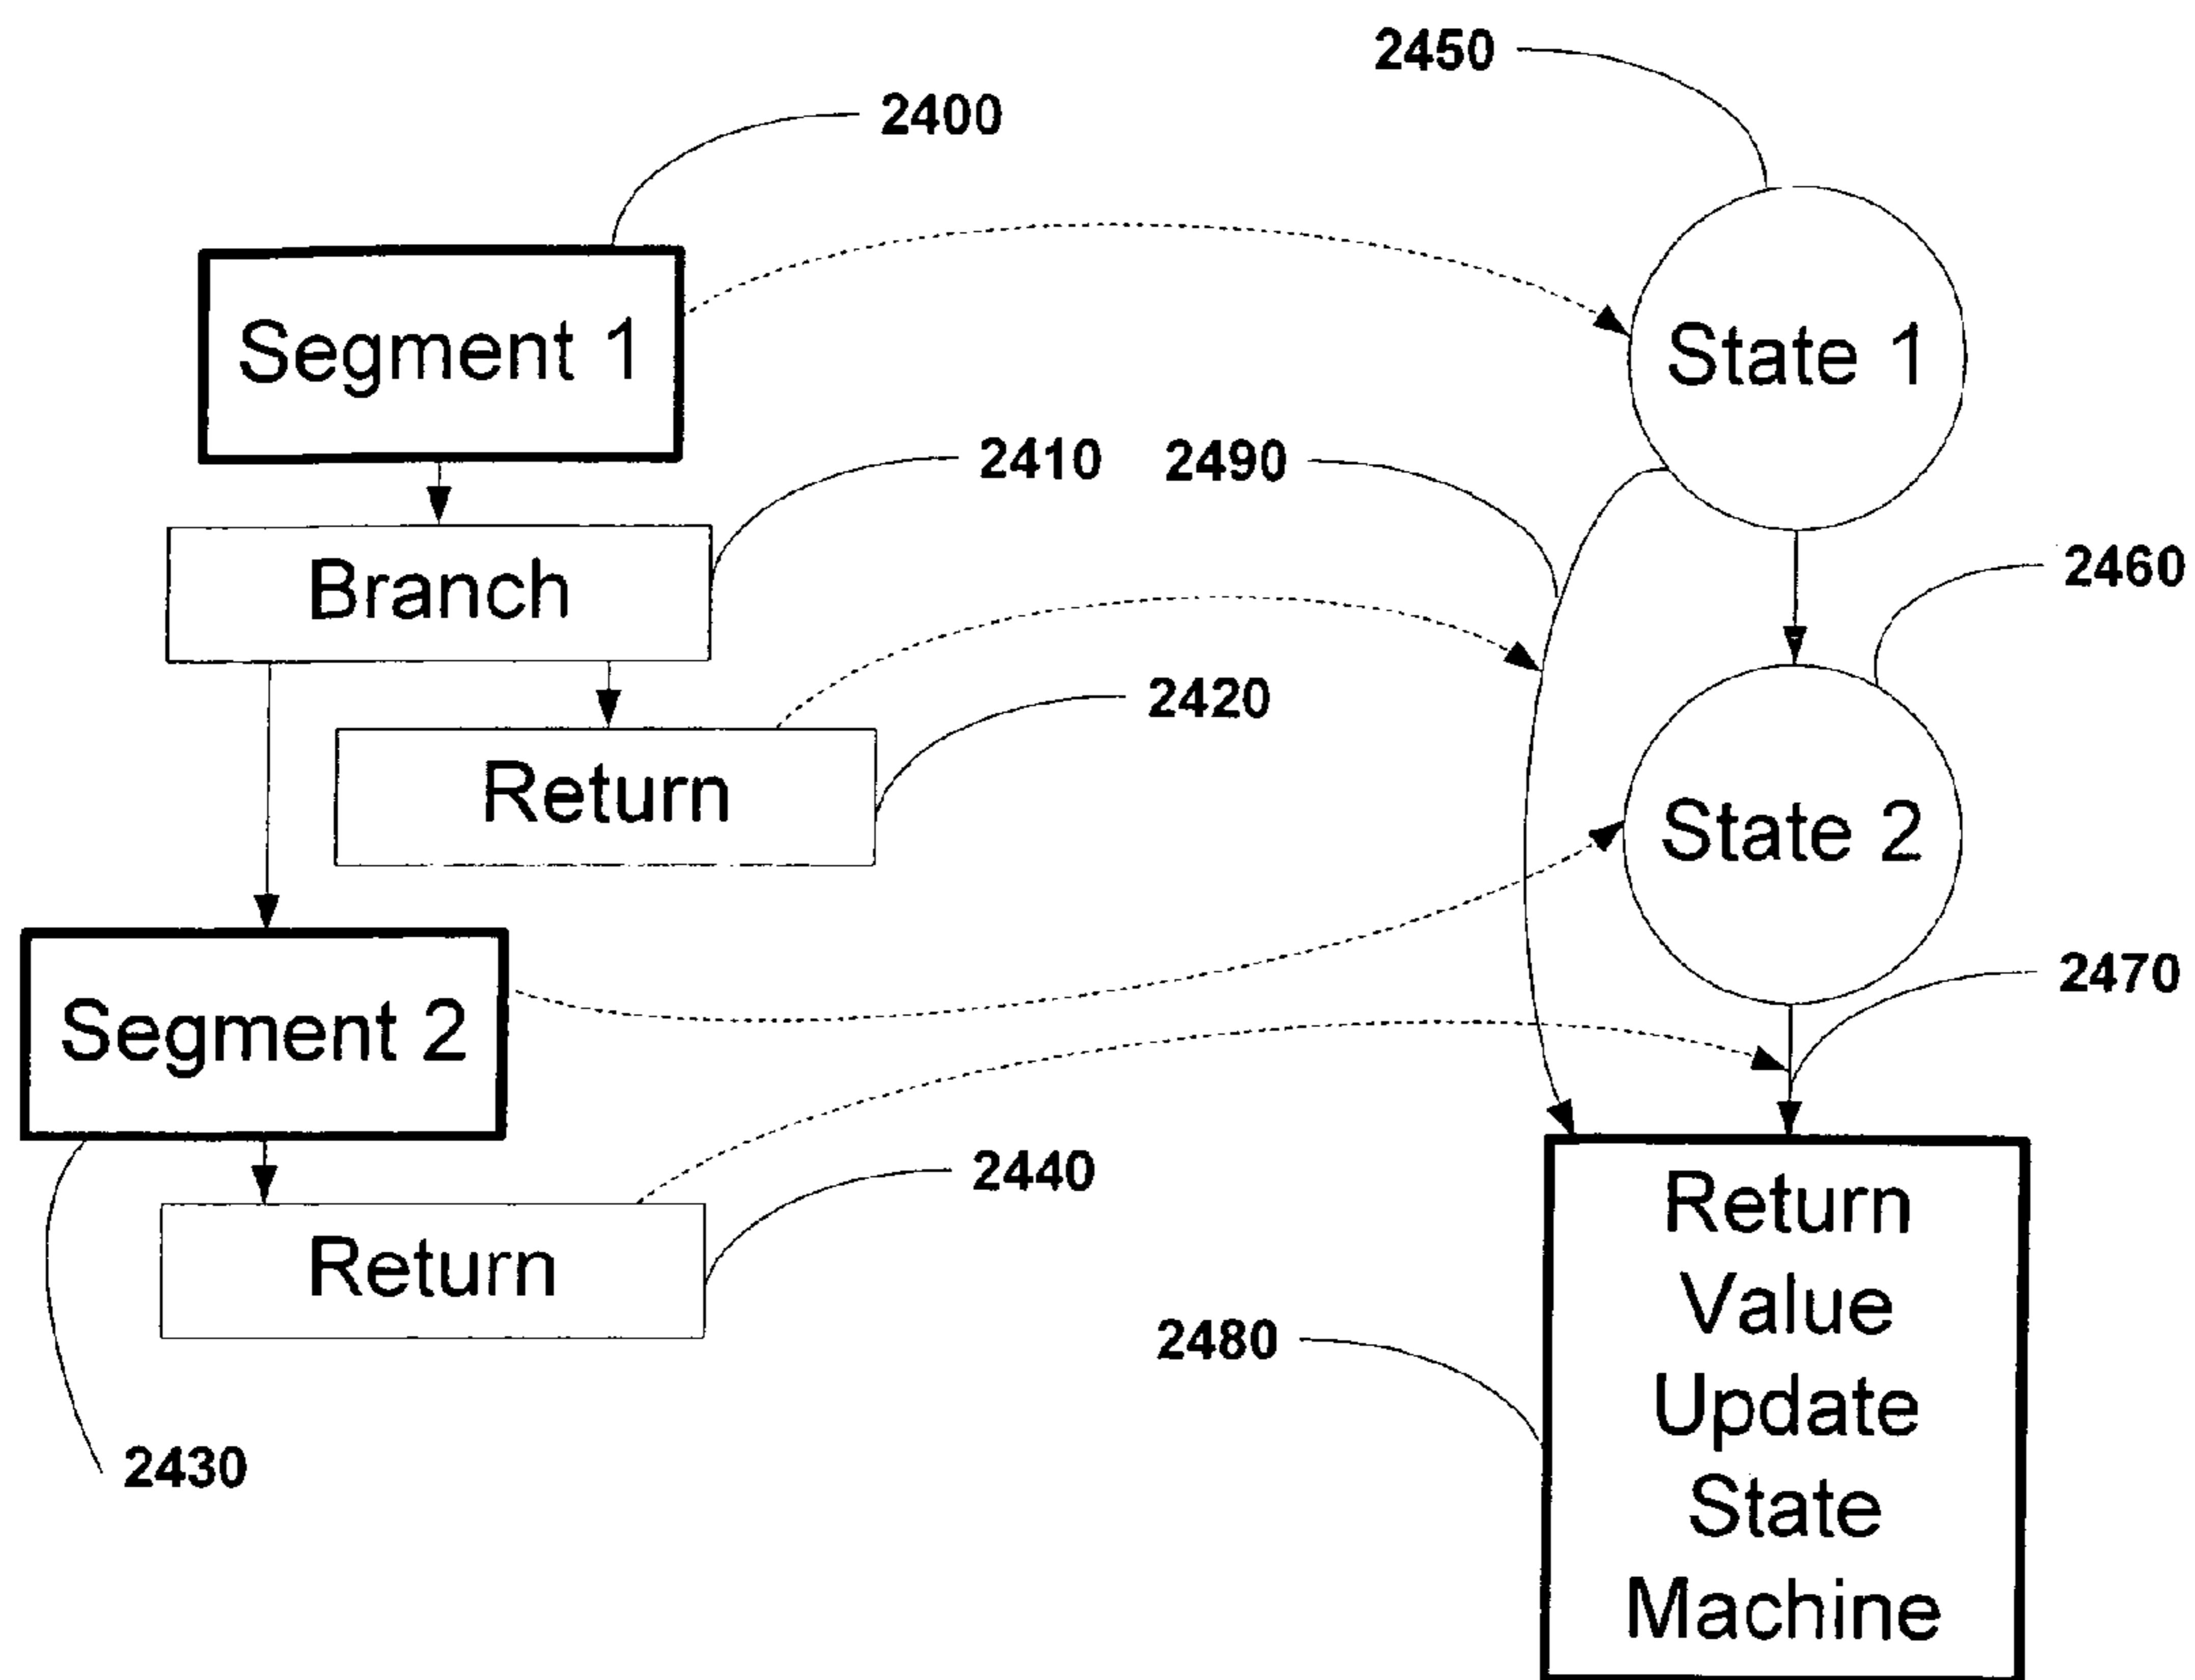 2450
2400
Segment 1
State 1
2410
2490
Branch
2460
2420
Return
State 2
2470
Segment 2
2440
Return
Return
Value
Update
State
Machine
2480
2430